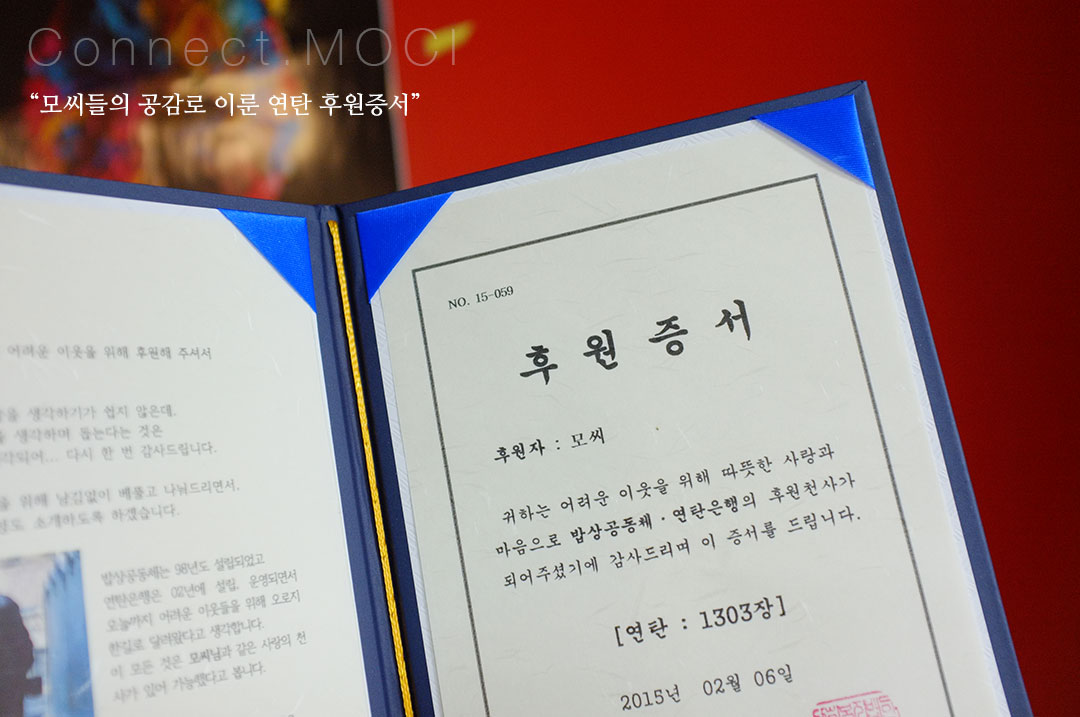 Connect.MOCI
“모씨들의 공감로 이룬 연탄 후원증서”
어려운 이웃을 위해 후원해 주셔서
생각하기가 쉽지 않은데.
생각하며 돕는다는 것은
다시 한 번 감사드립니다.
위해 남김없이 베풀고 나눠드리면서.
소개하도록 하겠습니다.
밥상공동체는 98년도 설립되었고
연탄은행은 02년에 설립, 운영되면서
오늘까지 어려운 이웃들을 위해 오로지
한길로 달려왔다고 생각합니다.
이 모든 것은 모씨님과 같은 사랑의 천
사가 있어 가능했다고 봅니다.
NO. 15-059
후원증서
후원자 : 모씨
귀하는 어려운 이웃을 위해 따뜻한 사랑과
마음으로 밥상공동체·연탄은행의 후원천사가
되어주셨기에 감사드리며 이 증서를 드립니다.
[연탄 : 1303장]
2015년 02월 06일